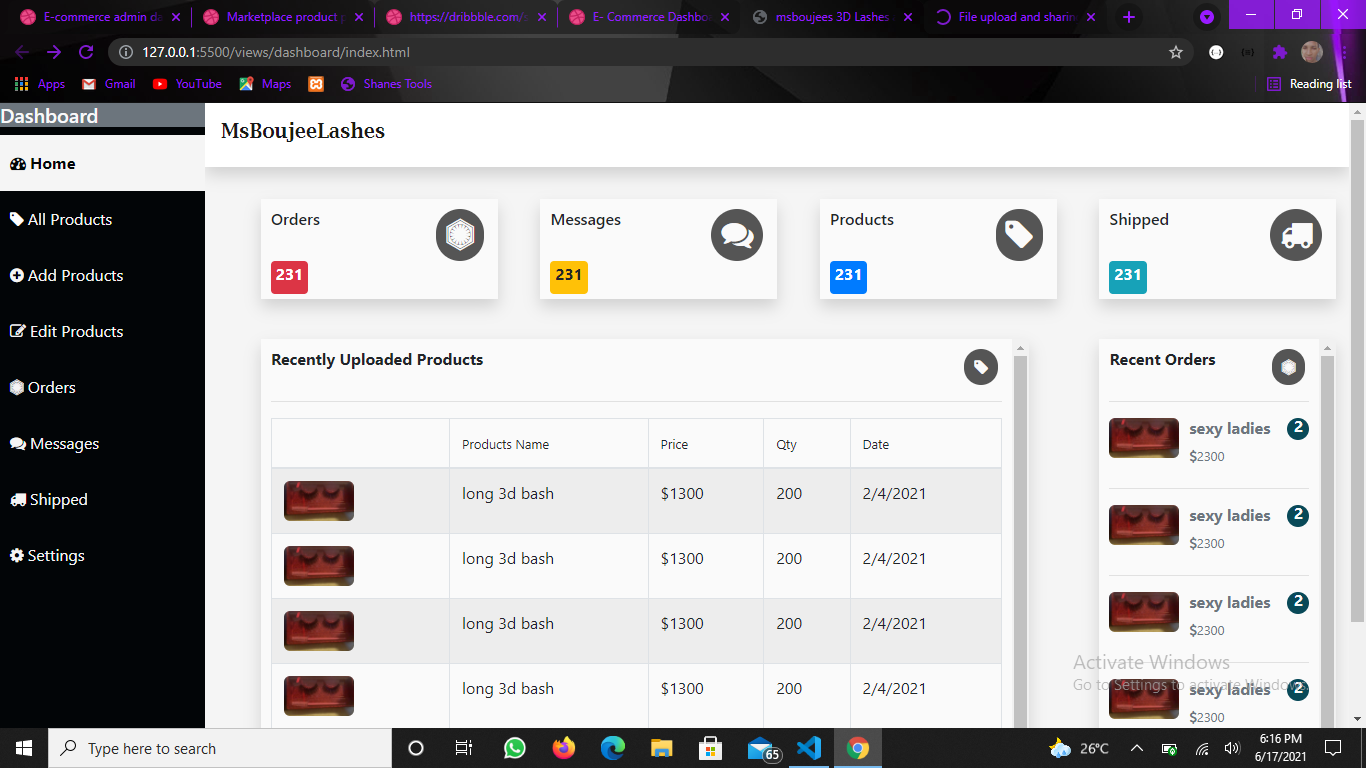 E-commerce admin da
Marketplace product p
https://dribbble.com/s
E- Commerce Dashbo
msboujees 3D Lashes
File upload and sharin
127.0.0.1:5500/views/dashboard/index.html
Apps
Gmail
YouTube
Maps
Shanes Tools
Reading list
Dashboard
MsBoujeeLashes
Home
All Products
Add Products
Edit Products
Orders
Messages
Shipped
Settings
Orders
231
Messages
231
Products
231
Shipped
231
Recently Uploaded Products
Products Name Price Qty Date
long 3d bash $1300 200 2/4/2021
long 3d bash $1300 200 2/4/2021
long 3d bash $1300 200 2/4/2021
long 3d bash $1300 200 2/4/2021
Recent Orders
sexy ladies 2
$2300
sexy ladies 2
$2300
sexy ladies 2
$2300
sexy ladies 2
$2300
Activate Windows
Go to Settings to activate Windows.
Type here to search
65
26°C
6:16 PM
6/17/2021